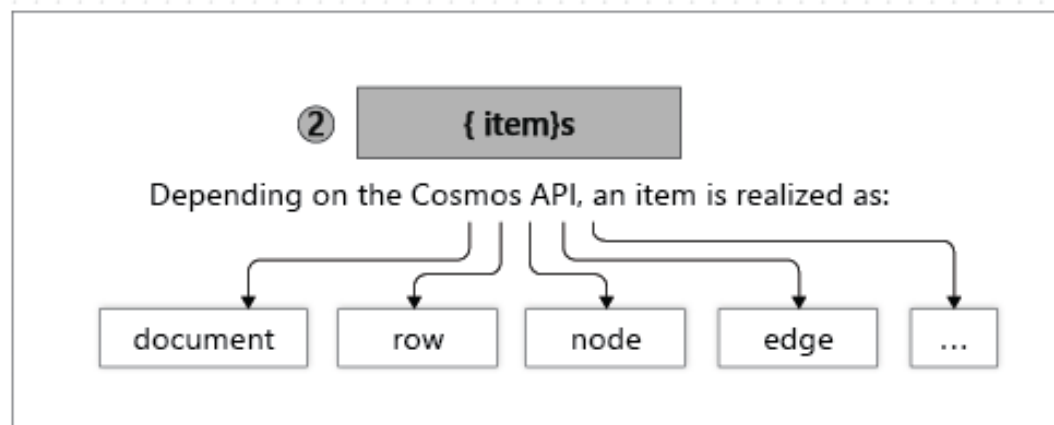 2
{ item}s
Depending on the Cosmos API, an item is realized as:
document
row
node
edge
...